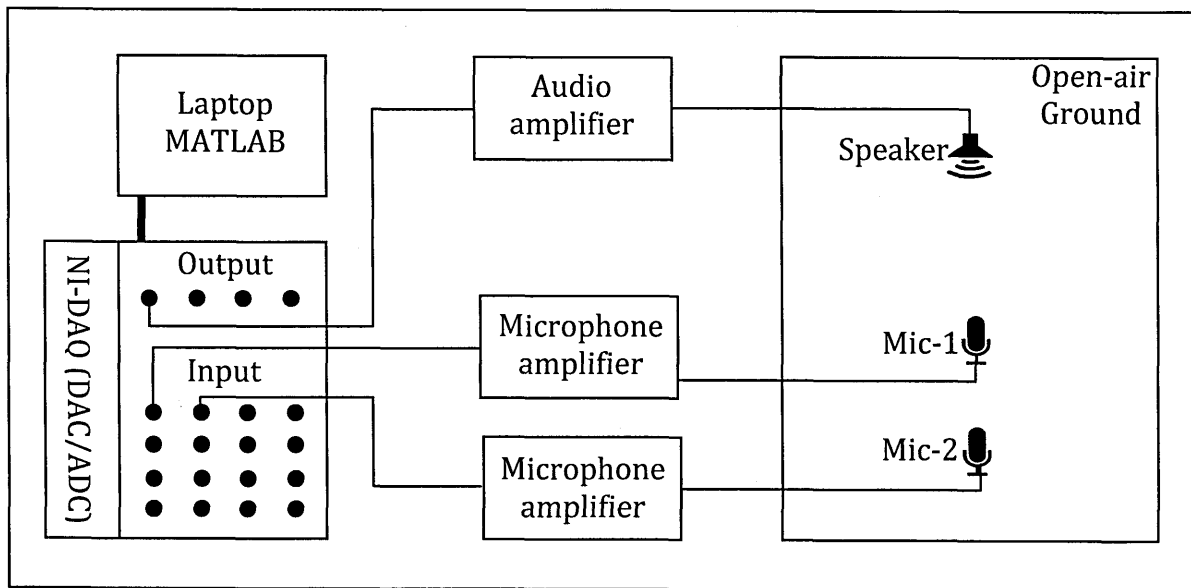 Laptop
MATLAB
Audio
amplifier
Open-air
Ground
Speaker
NI-DAQ (DAC/ADC)
Output
Input
Microphone
amplifier
Mic-1
Microphone
amplifier
Mic-2